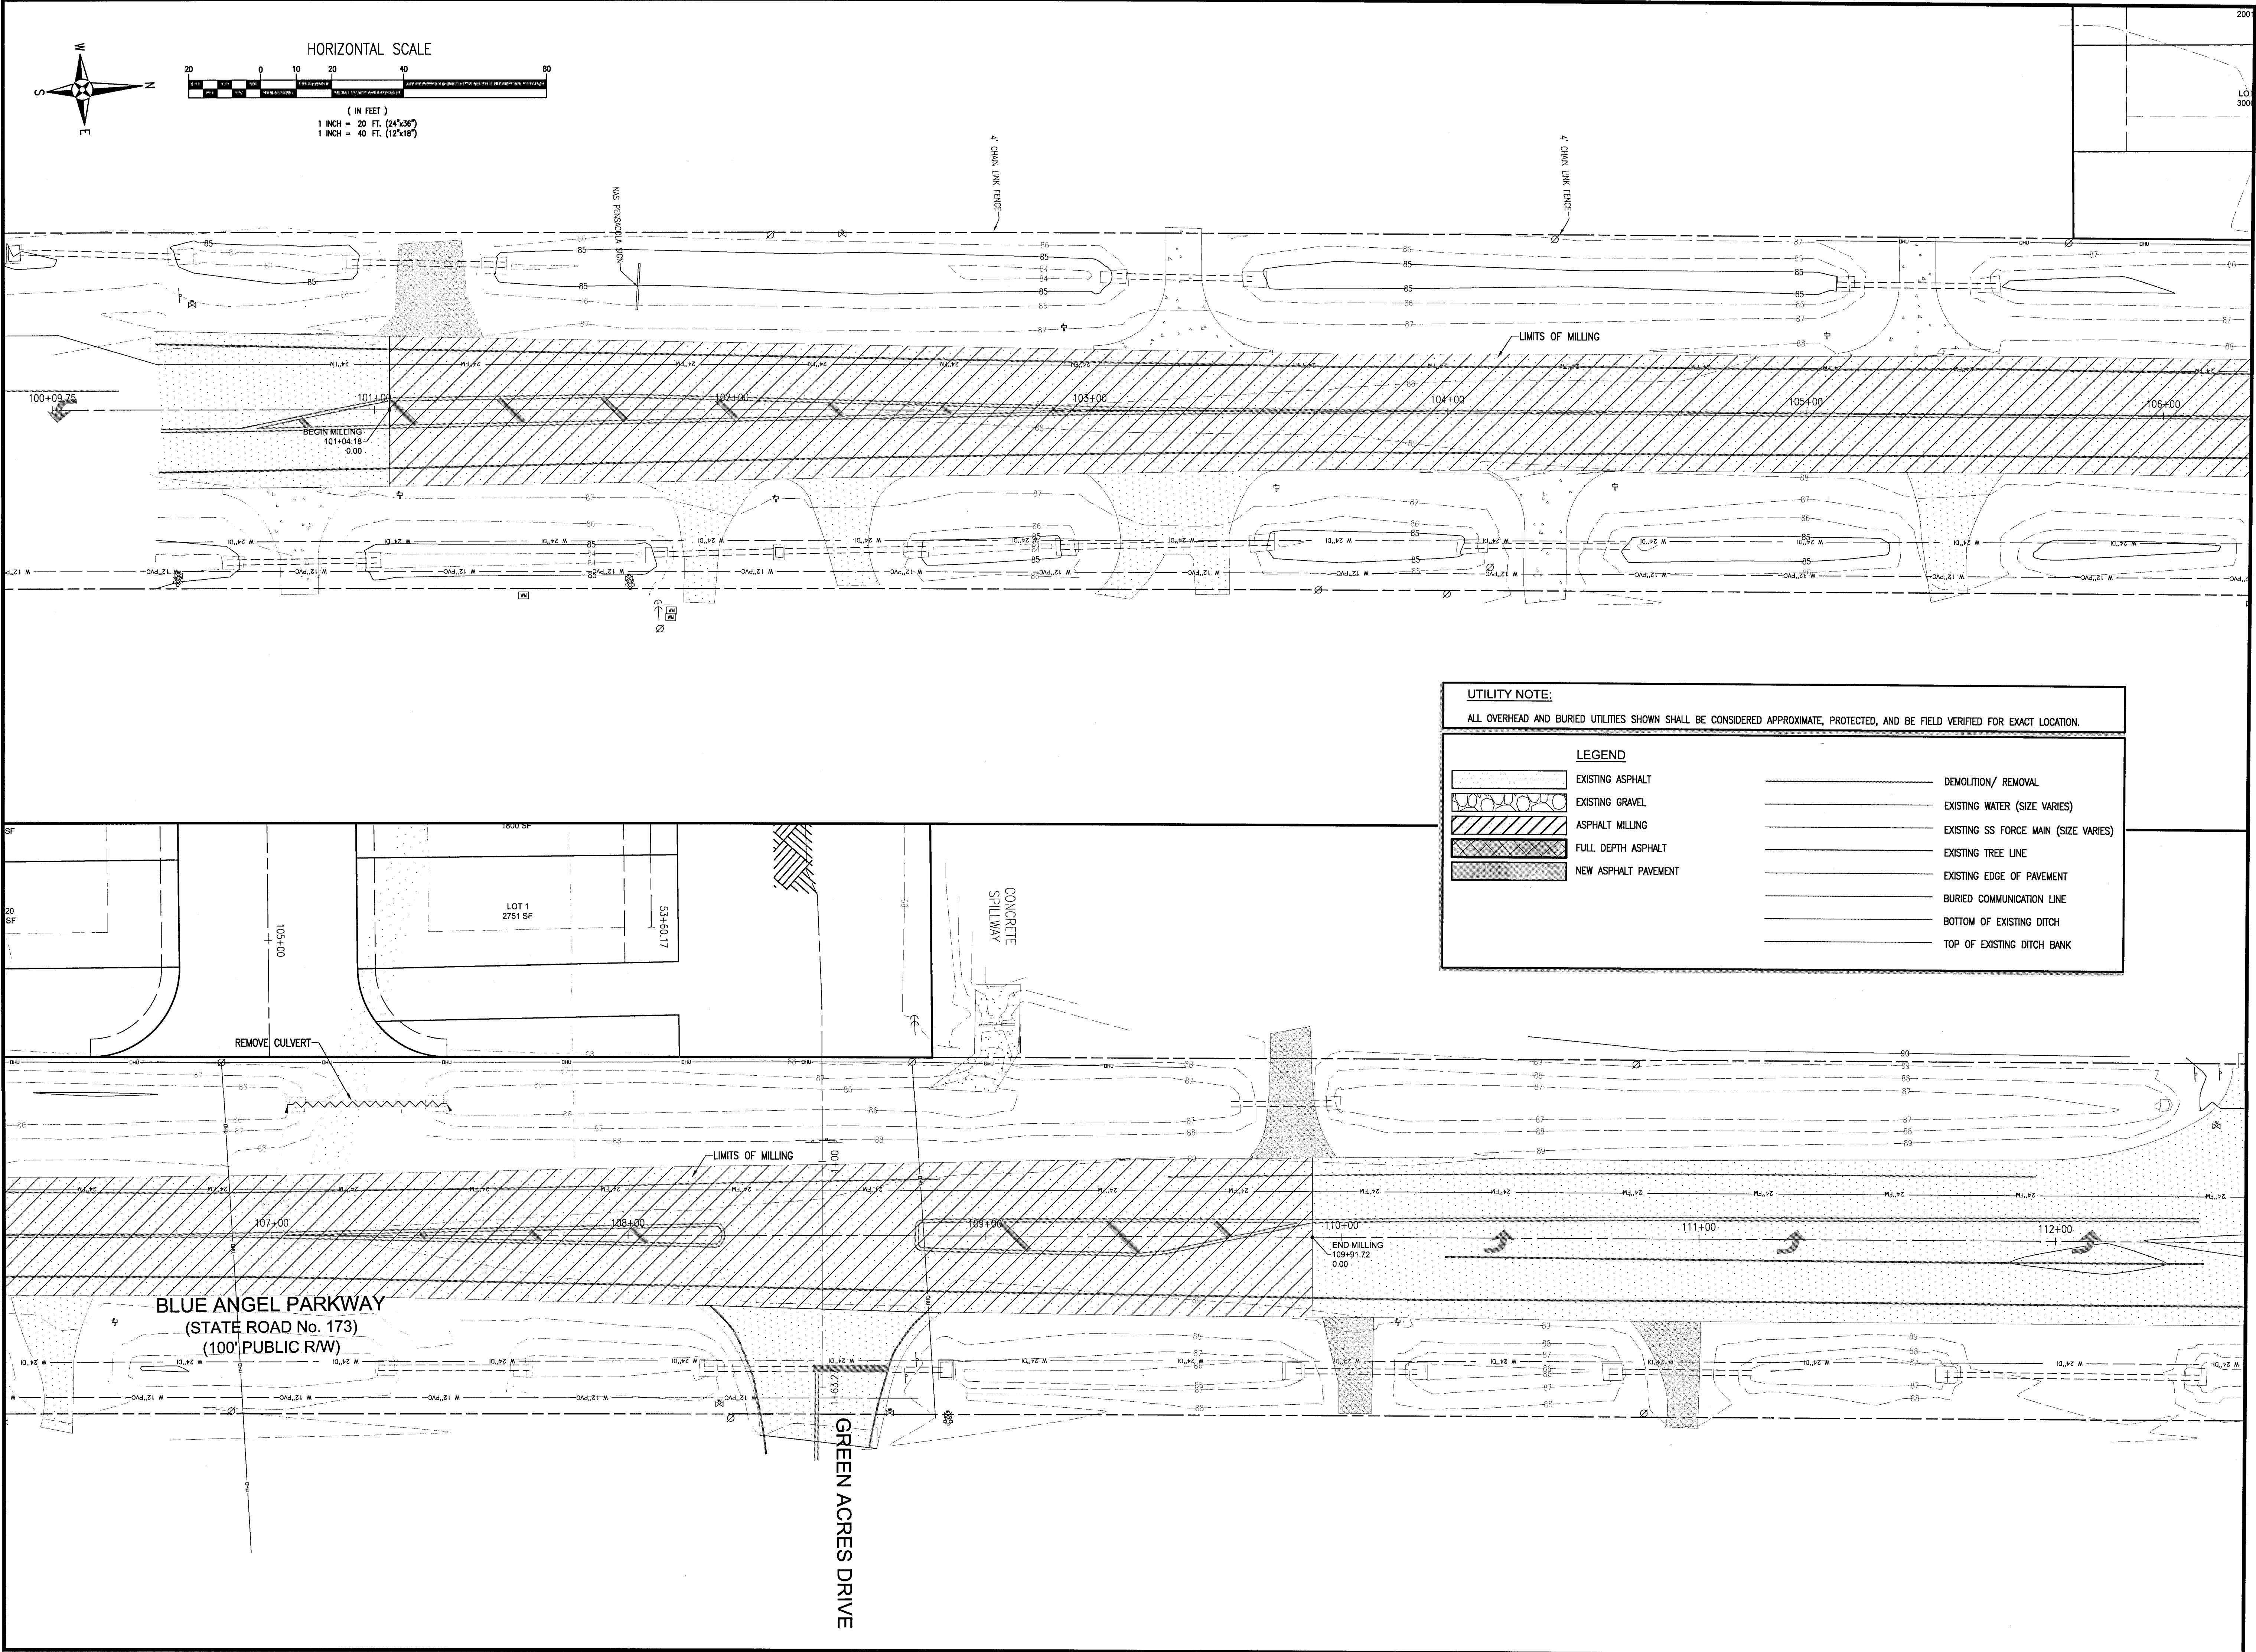 HORIZONTAL SCALE
W
N
S
E
20 0 10 20 40 80
( IN FEET )
1 INCH = 20 FT. (24"x36")
1 INCH = 40 FT. (12"x18")
2001
LOT
3006
4' CHAIN LINK FENCE
4' CHAIN LINK FENCE
NAS PENSACOLA SIGN
LIMITS OF MILLING
100+09.75
101+00
102+00
103+00
104+00
105+00
106+00
BEGIN MILLING
101+04.18
0.00
UTILITY NOTE:
ALL OVERHEAD AND BURIED UTILITIES SHOWN SHALL BE CONSIDERED APPROXIMATE, PROTECTED, AND BE FIELD VERIFIED FOR EXACT LOCATION.
LEGEND
EXISTING ASPHALT
EXISTING GRAVEL
ASPHALT MILLING
FULL DEPTH ASPHALT
NEW ASPHALT PAVEMENT
DEMOLITION/ REMOVAL
EXISTING WATER (SIZE VARIES)
EXISTING SS FORCE MAIN (SIZE VARIES)
EXISTING TREE LINE
EXISTING EDGE OF PAVEMENT
BURIED COMMUNICATION LINE
BOTTOM OF EXISTING DITCH
TOP OF EXISTING DITCH BANK
SF
20
SF
1800 SF
LOT 1
2751 SF
105+00
53+60.17
CONCRETE
SPILLWAY
REMOVE CULVERT
LIMITS OF MILLING
1+00
107+00
108+00
109+00
110+00
111+00
112+00
END MILLING
109+91.72
0.00
BLUE ANGEL PARKWAY
(STATE ROAD No. 173)
(100' PUBLIC R/W)
1+63.27
GREEN ACRES DRIVE